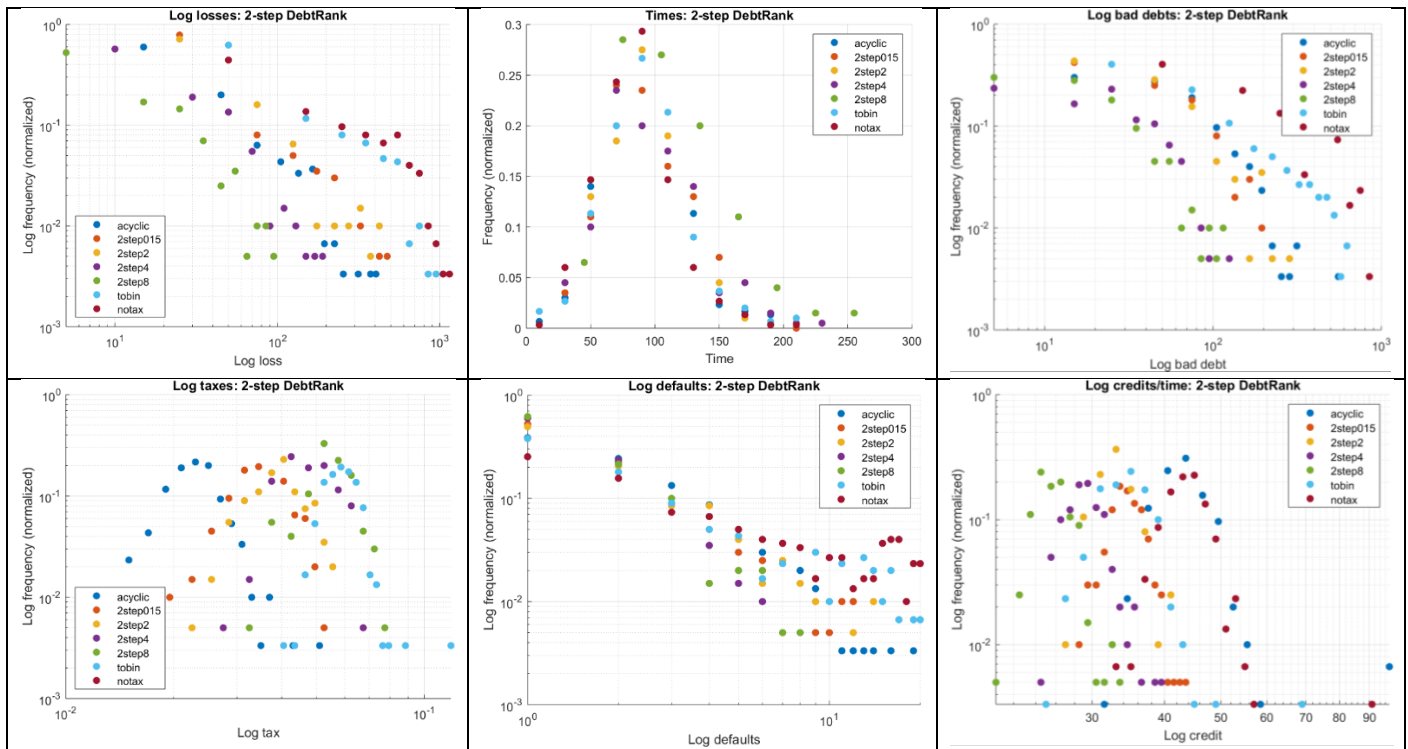 Log losses: 2-step DebtRank
Log frequency (normalized)
10^0
10^-1
10^-2
10^-3
acyclic
2step015
2step2
2step4
2step8
tobin
notax
10^1 10^2 10^3
Log loss
Times: 2-step DebtRank
Frequency (normalized)
0.3
0.25
0.2
0.15
0.1
0.05
0
acyclic
2step015
2step2
2step4
2step8
tobin
notax
0 50 100 150 200 250 300
Time
Log bad debts: 2-step DebtRank
Log frequency (normalized)
10^0
10^-1
10^-2
10^-3
acyclic
2step015
2step2
2step4
2step8
tobin
notax
10^1 10^2 10^3
Log bad debt
Log taxes: 2-step DebtRank
Log frequency (normalized)
10^0
10^-1
10^-2
10^-3
acyclic
2step015
2step2
2step4
2step8
tobin
notax
10^-2 10^-1
Log tax
Log defaults: 2-step DebtRank
Log frequency (normalized)
10^0
10^-1
10^-2
10^-3
acyclic
2step015
2step2
2step4
2step8
tobin
notax
10^0 10^1
Log defaults
Log credits/time: 2-step DebtRank
Log frequency (normalized)
10^0
10^-1
10^-2
acyclic
2step015
2step2
2step4
2step8
tobin
notax
30 40 50 60 70 80 90
Log credit